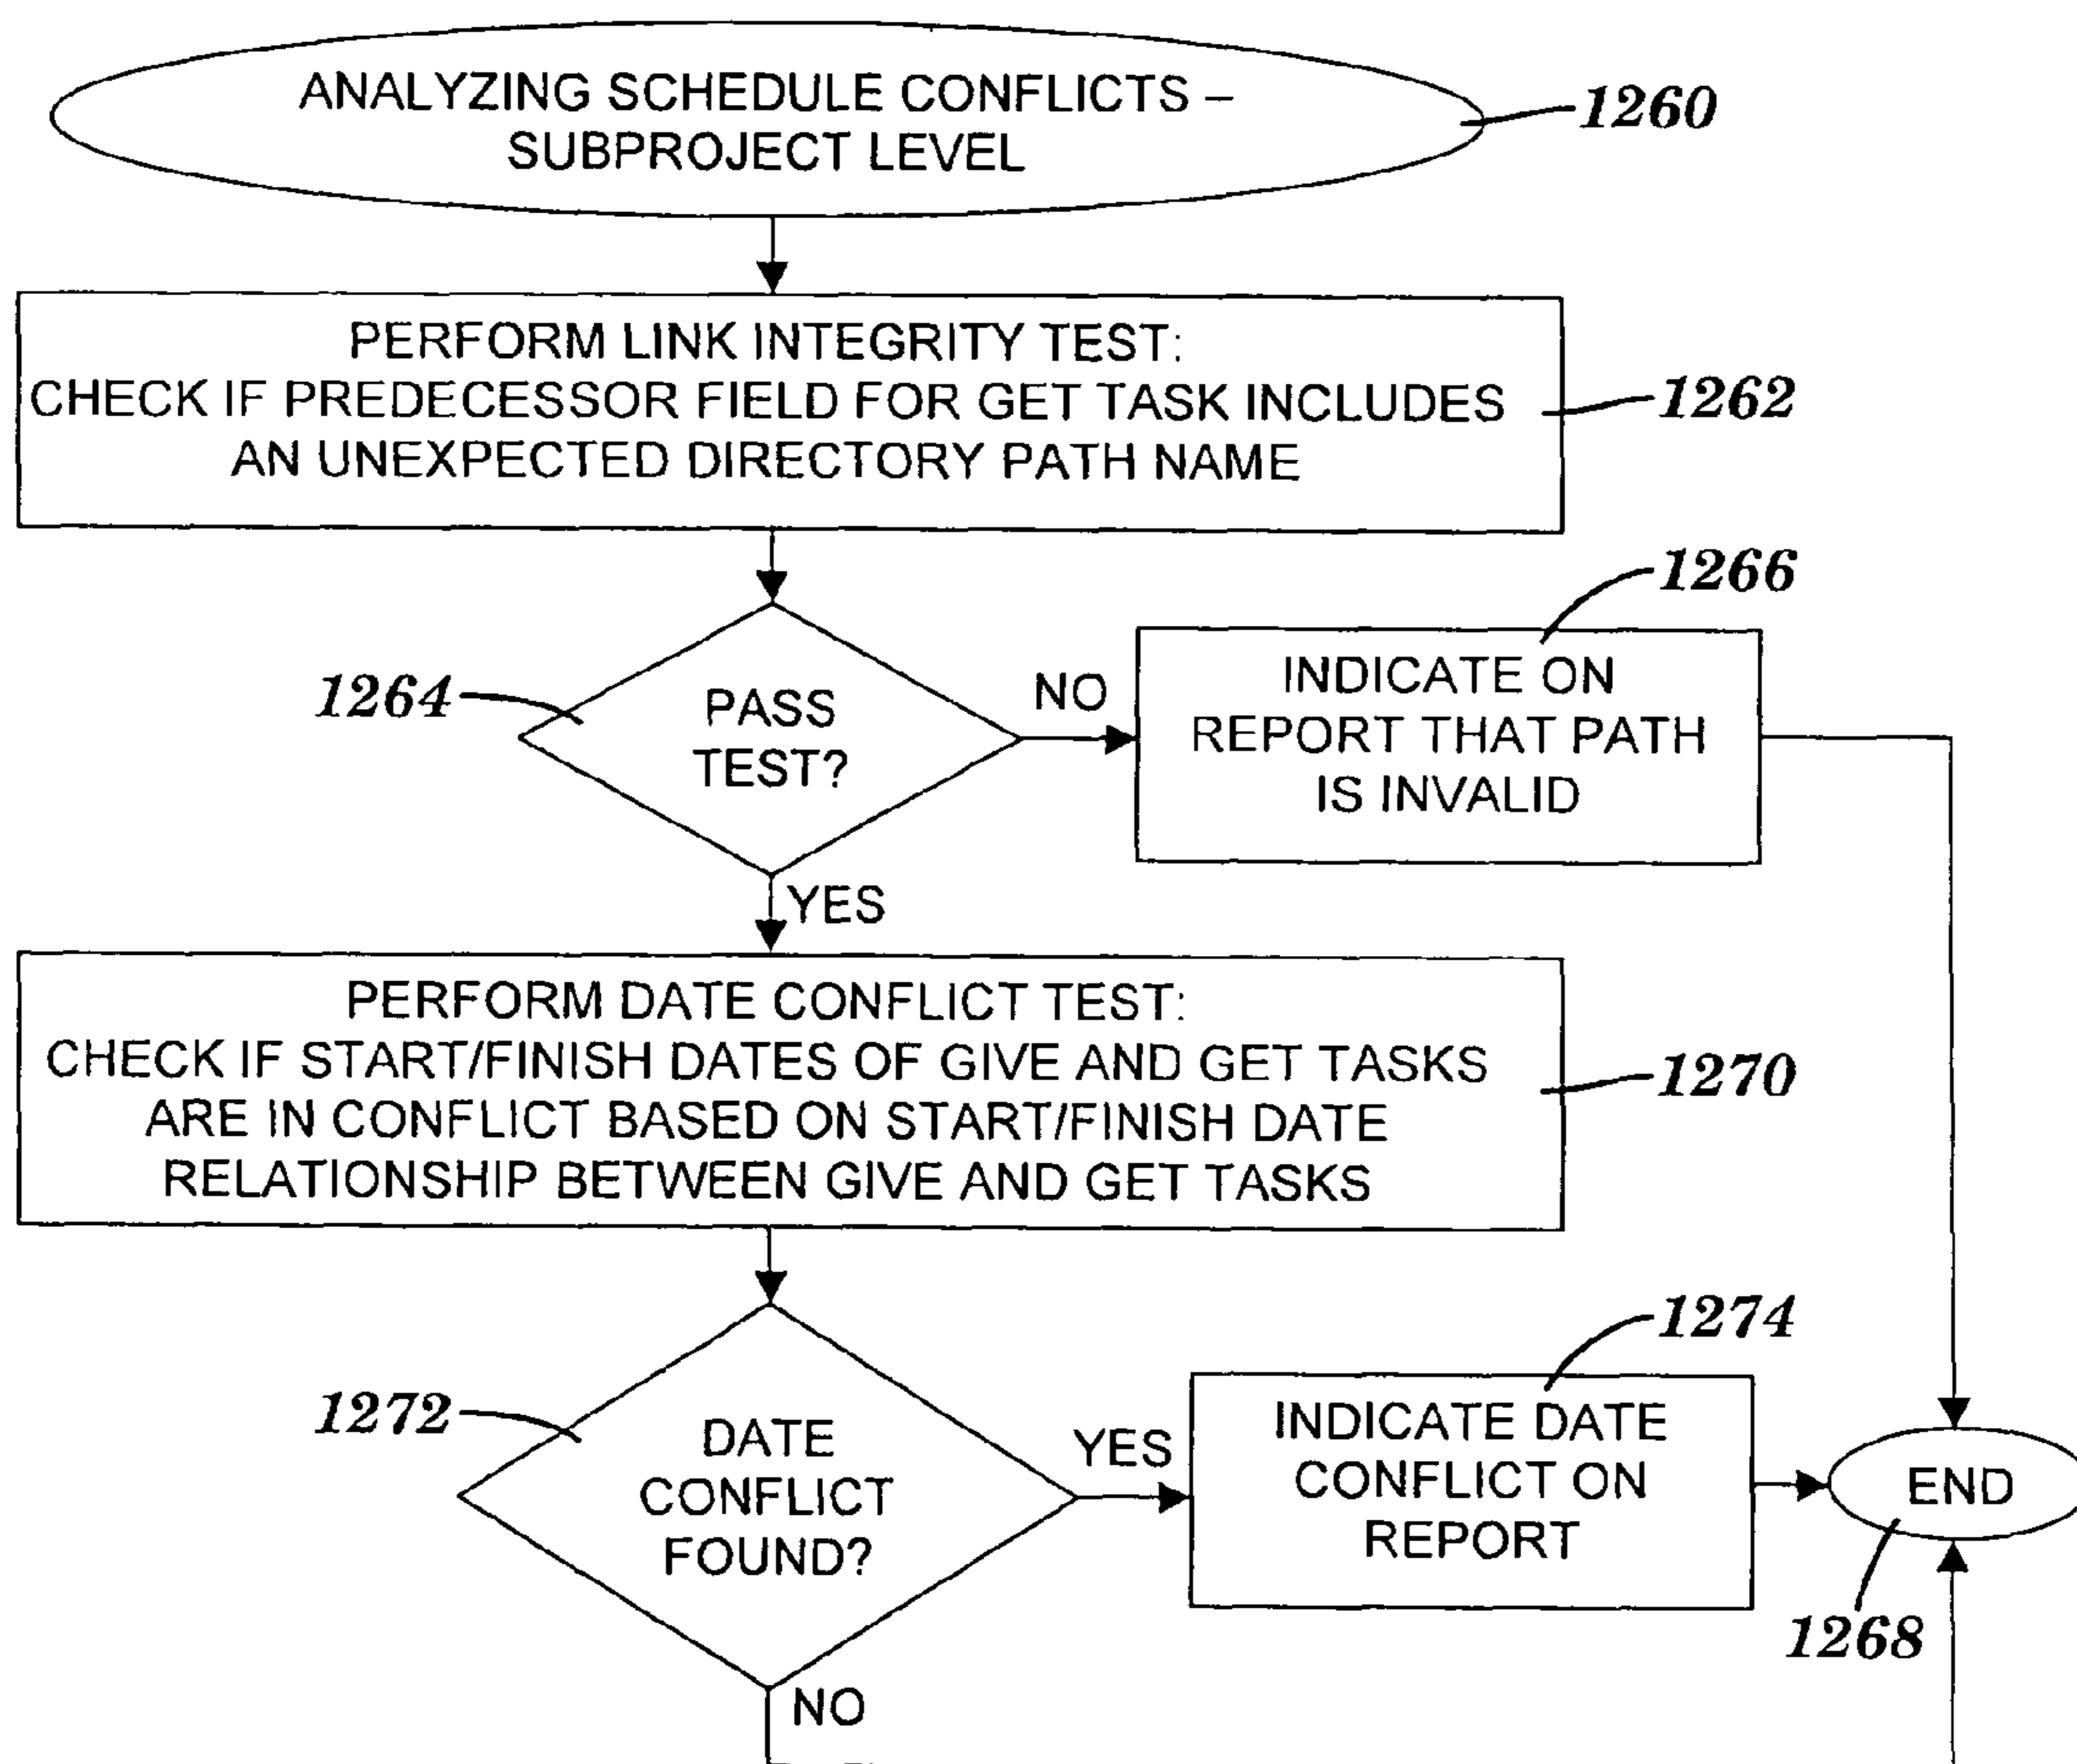 ANALYZING SCHEDULE CONFLICTS –
SUBPROJECT LEVEL
1260
PERFORM LINK INTEGRITY TEST:
CHECK IF PREDECESSOR FIELD FOR GET TASK INCLUDES
AN UNEXPECTED DIRECTORY PATH NAME
1262
1264
PASS
TEST?
NO
1266
INDICATE ON
REPORT THAT PATH
IS INVALID
YES
PERFORM DATE CONFLICT TEST:
CHECK IF START/FINISH DATES OF GIVE AND GET TASKS
ARE IN CONFLICT BASED ON START/FINISH DATE
RELATIONSHIP BETWEEN GIVE AND GET TASKS
1270
1272
DATE
CONFLICT
FOUND?
YES
1274
INDICATE DATE
CONFLICT ON
REPORT
END
1268
NO